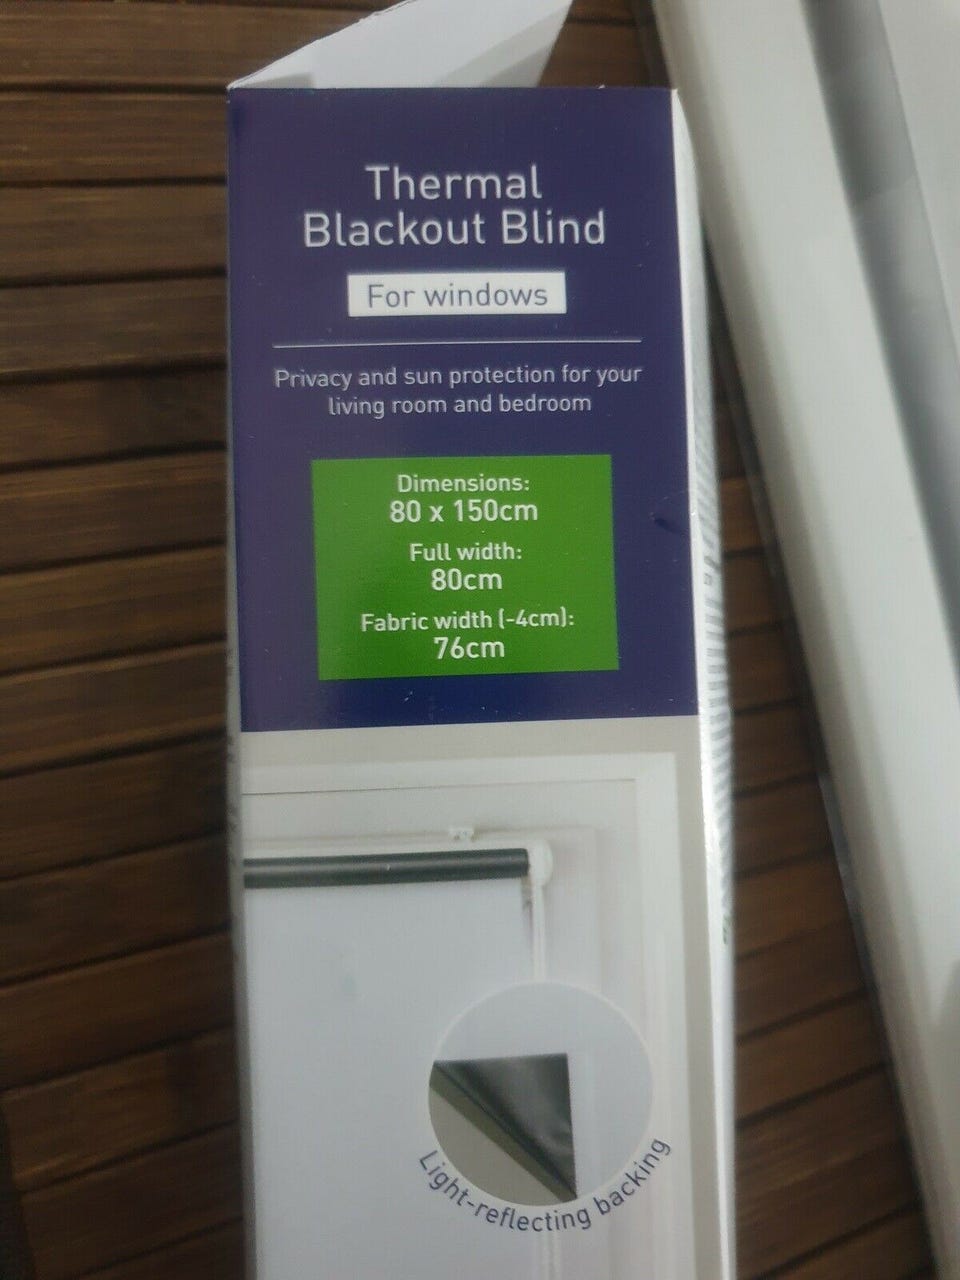 Thermal
Blackout Blind
For windows
Privacy and sun protection for your
living room and bedroom
Dimensions:
80 x 150cm
Full width:
80cm
Fabric width (-4cm):
76cm
Light-reflecting backing